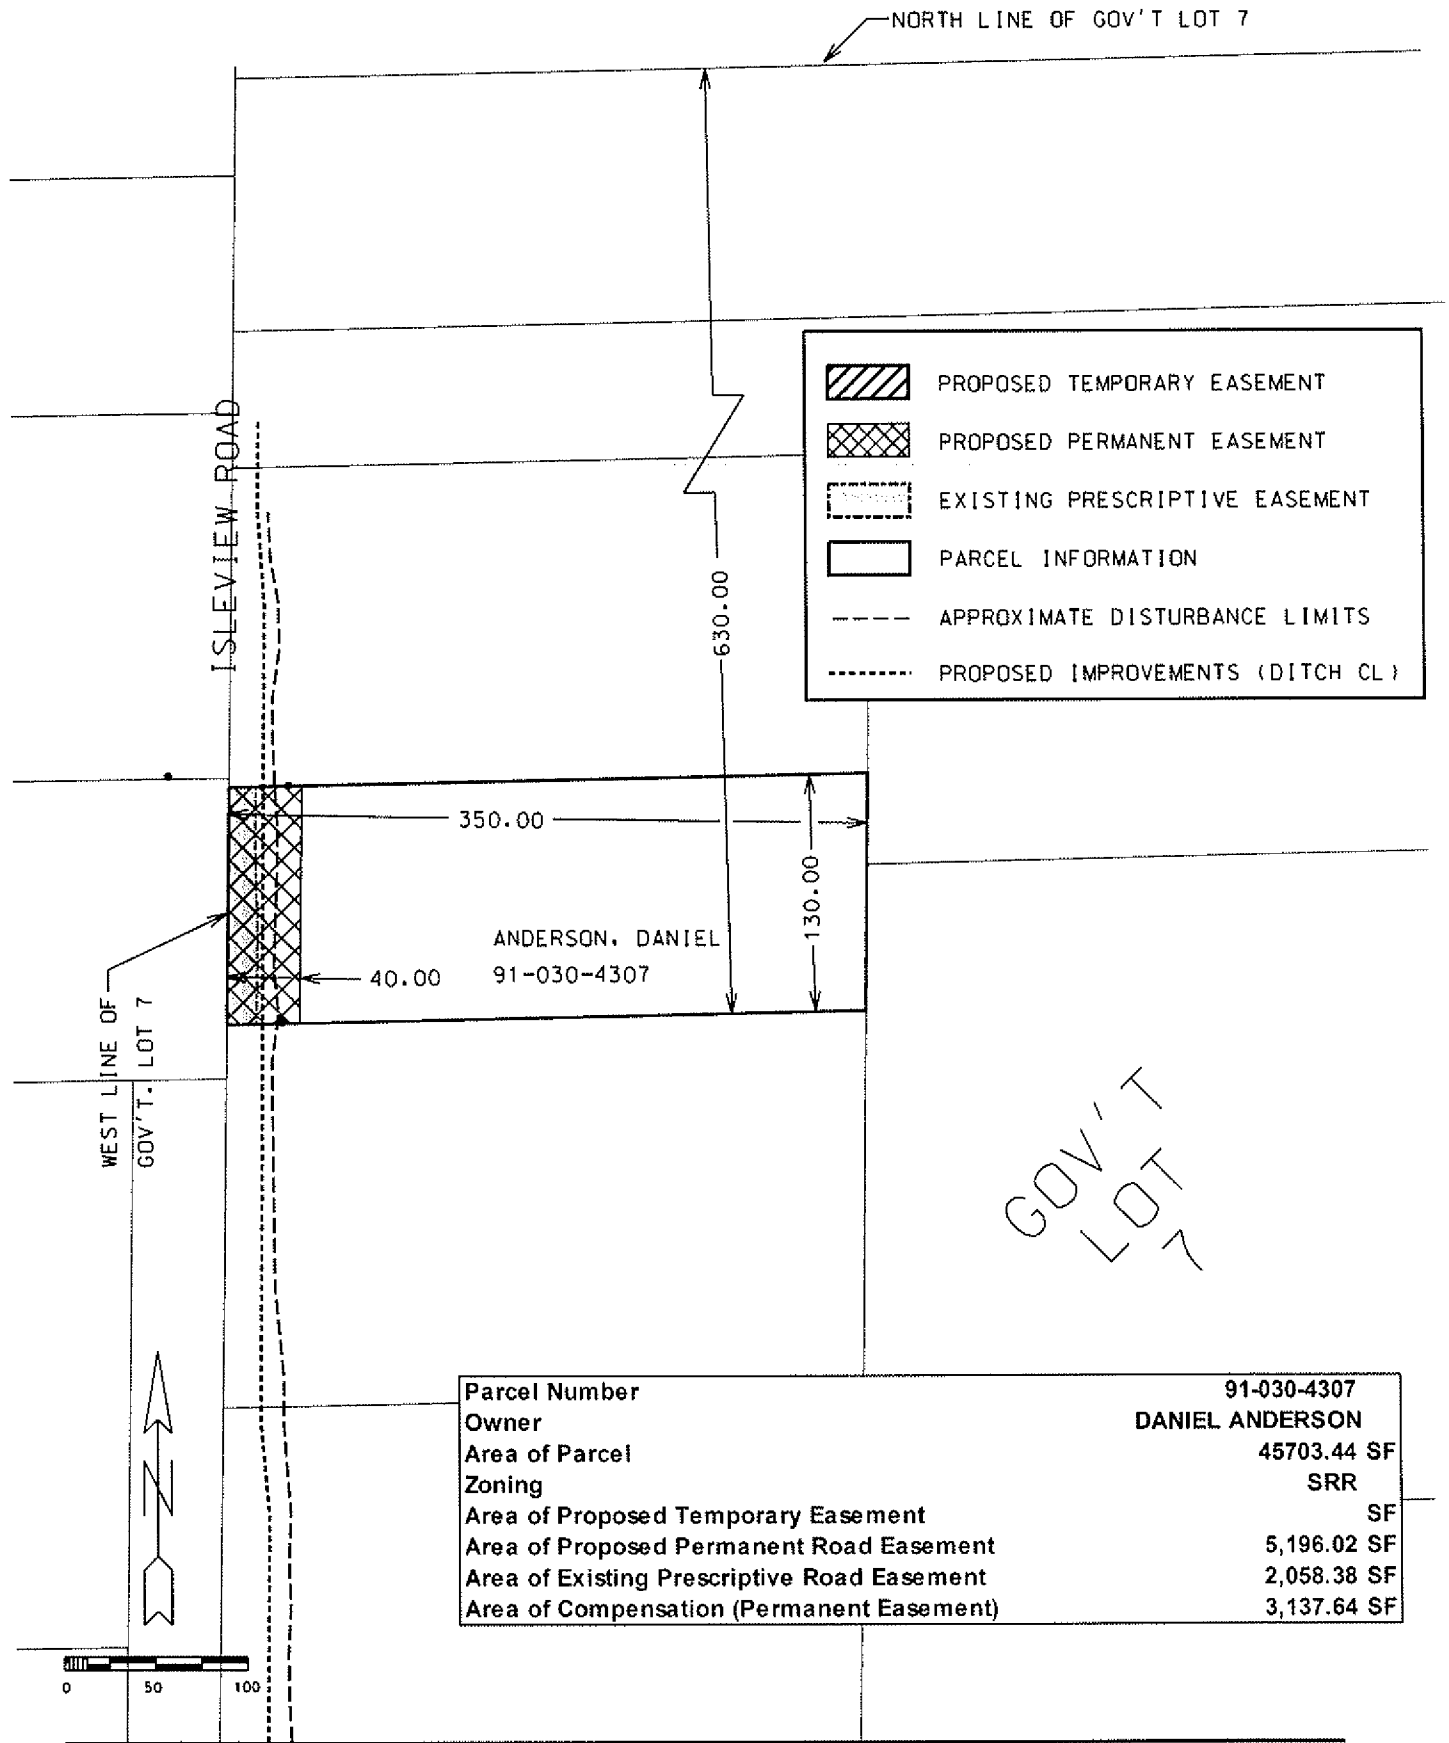 NORTH LINE OF GOV'T LOT 7
PROPOSED TEMPORARY EASEMENT
PROPOSED PERMANENT EASEMENT
EXISTING PRESCRIPTIVE EASEMENT
PARCEL INFORMATION
APPROXIMATE DISTURBANCE LIMITS
PROPOSED IMPROVEMENTS (DITCH CL)
ISLEVIEW ROAD
630.00
350.00
130.00
ANDERSON, DANIEL
40.00 91-030-4307
WEST LINE OF
GOV'T. LOT 7
GOV'T
LOT
7
N
Parcel Number 91-030-4307
Owner DANIEL ANDERSON
Area of Parcel 45703.44 SF
Zoning SRR
Area of Proposed Temporary Easement SF
Area of Proposed Permanent Road Easement 5,196.02 SF
Area of Existing Prescriptive Road Easement 2,058.38 SF
Area of Compensation (Permanent Easement) 3,137.64 SF
0 50 100